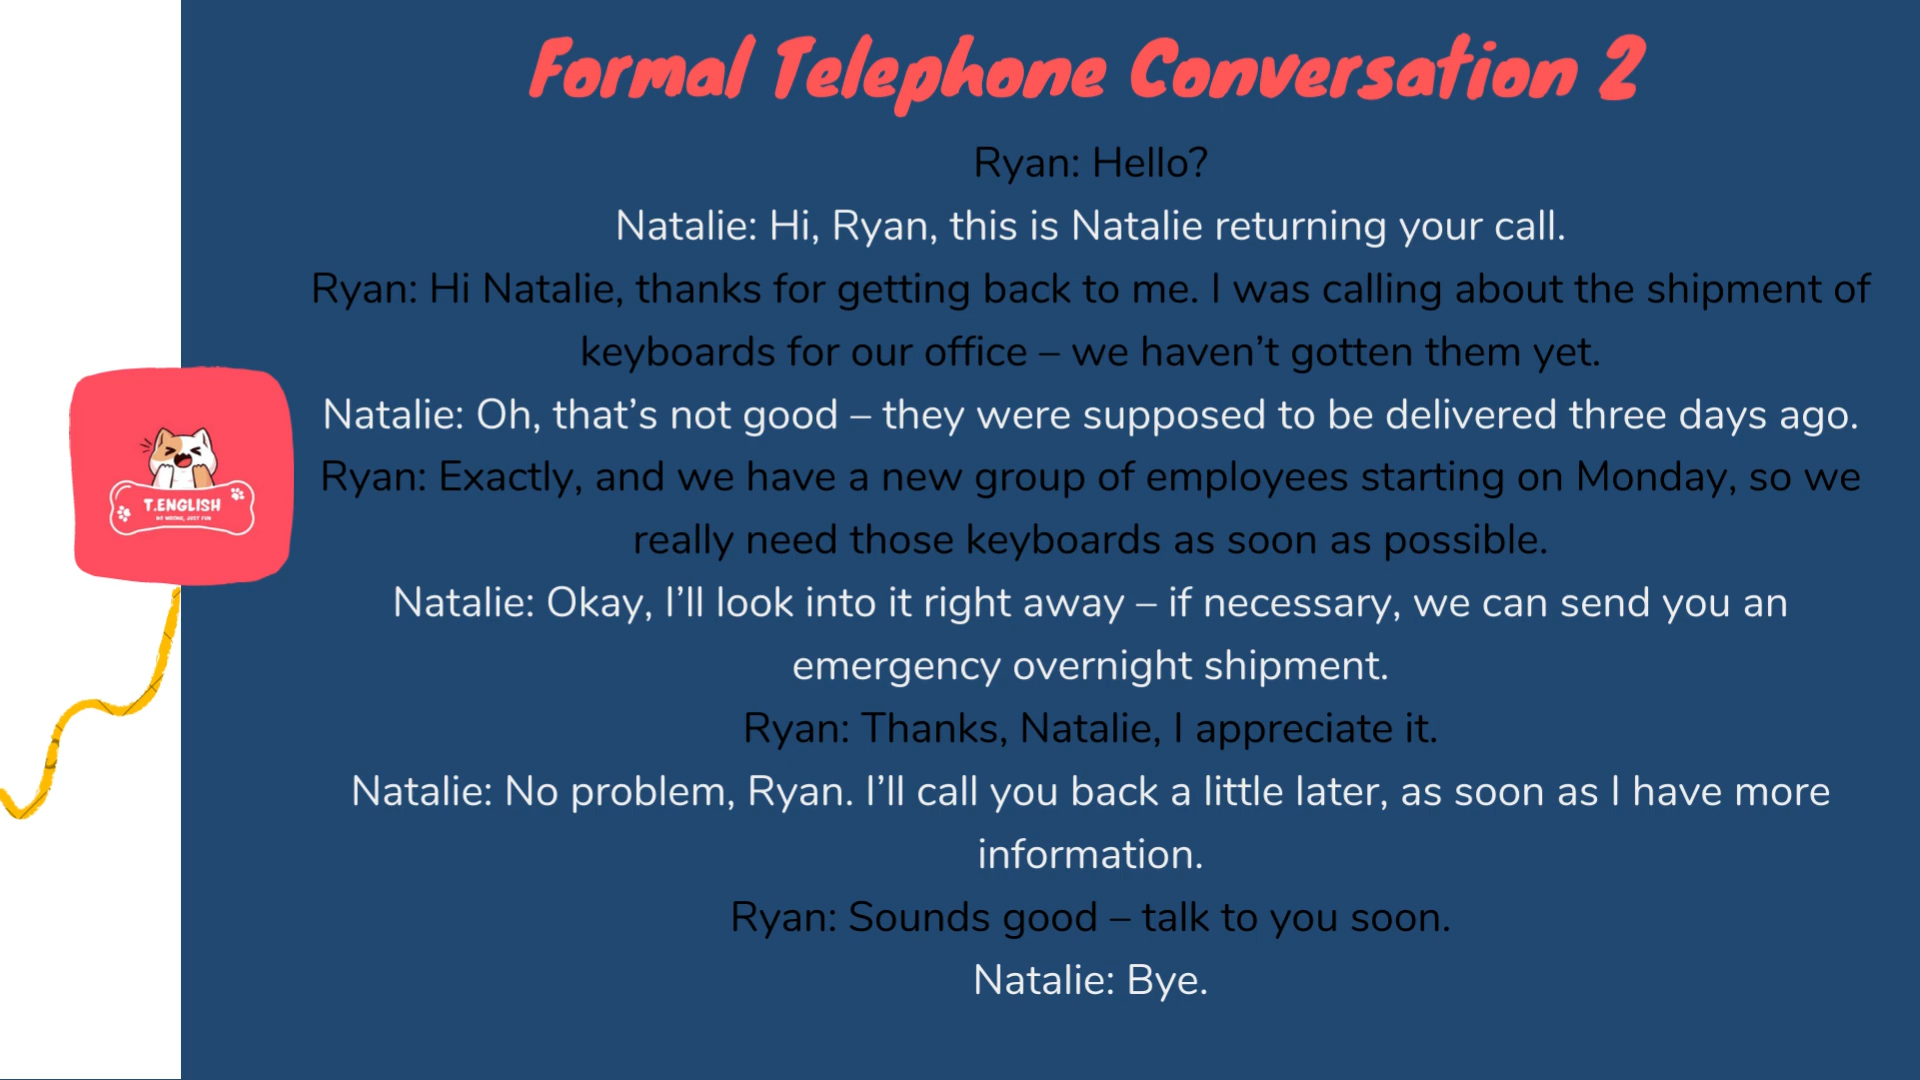 Formal Telephone Conversation 2
Ryan: Hello?
Natalie: Hi, Ryan, this is Natalie returning your call.
Ryan: Hi Natalie, thanks for getting back to me. I was calling about the shipment of
keyboards for our office – we haven’t gotten them yet.
Natalie: Oh, that’s not good – they were supposed to be delivered three days ago.
Ryan: Exactly, and we have a new group of employees starting on Monday, so we
really need those keyboards as soon as possible.
Natalie: Okay, I’ll look into it right away – if necessary, we can send you an
emergency overnight shipment.
Ryan: Thanks, Natalie, I appreciate it.
Natalie: No problem, Ryan. I’ll call you back a little later, as soon as I have more
information.
Ryan: Sounds good – talk to you soon.
Natalie: Bye.
T.ENGLISH
JUST FUN